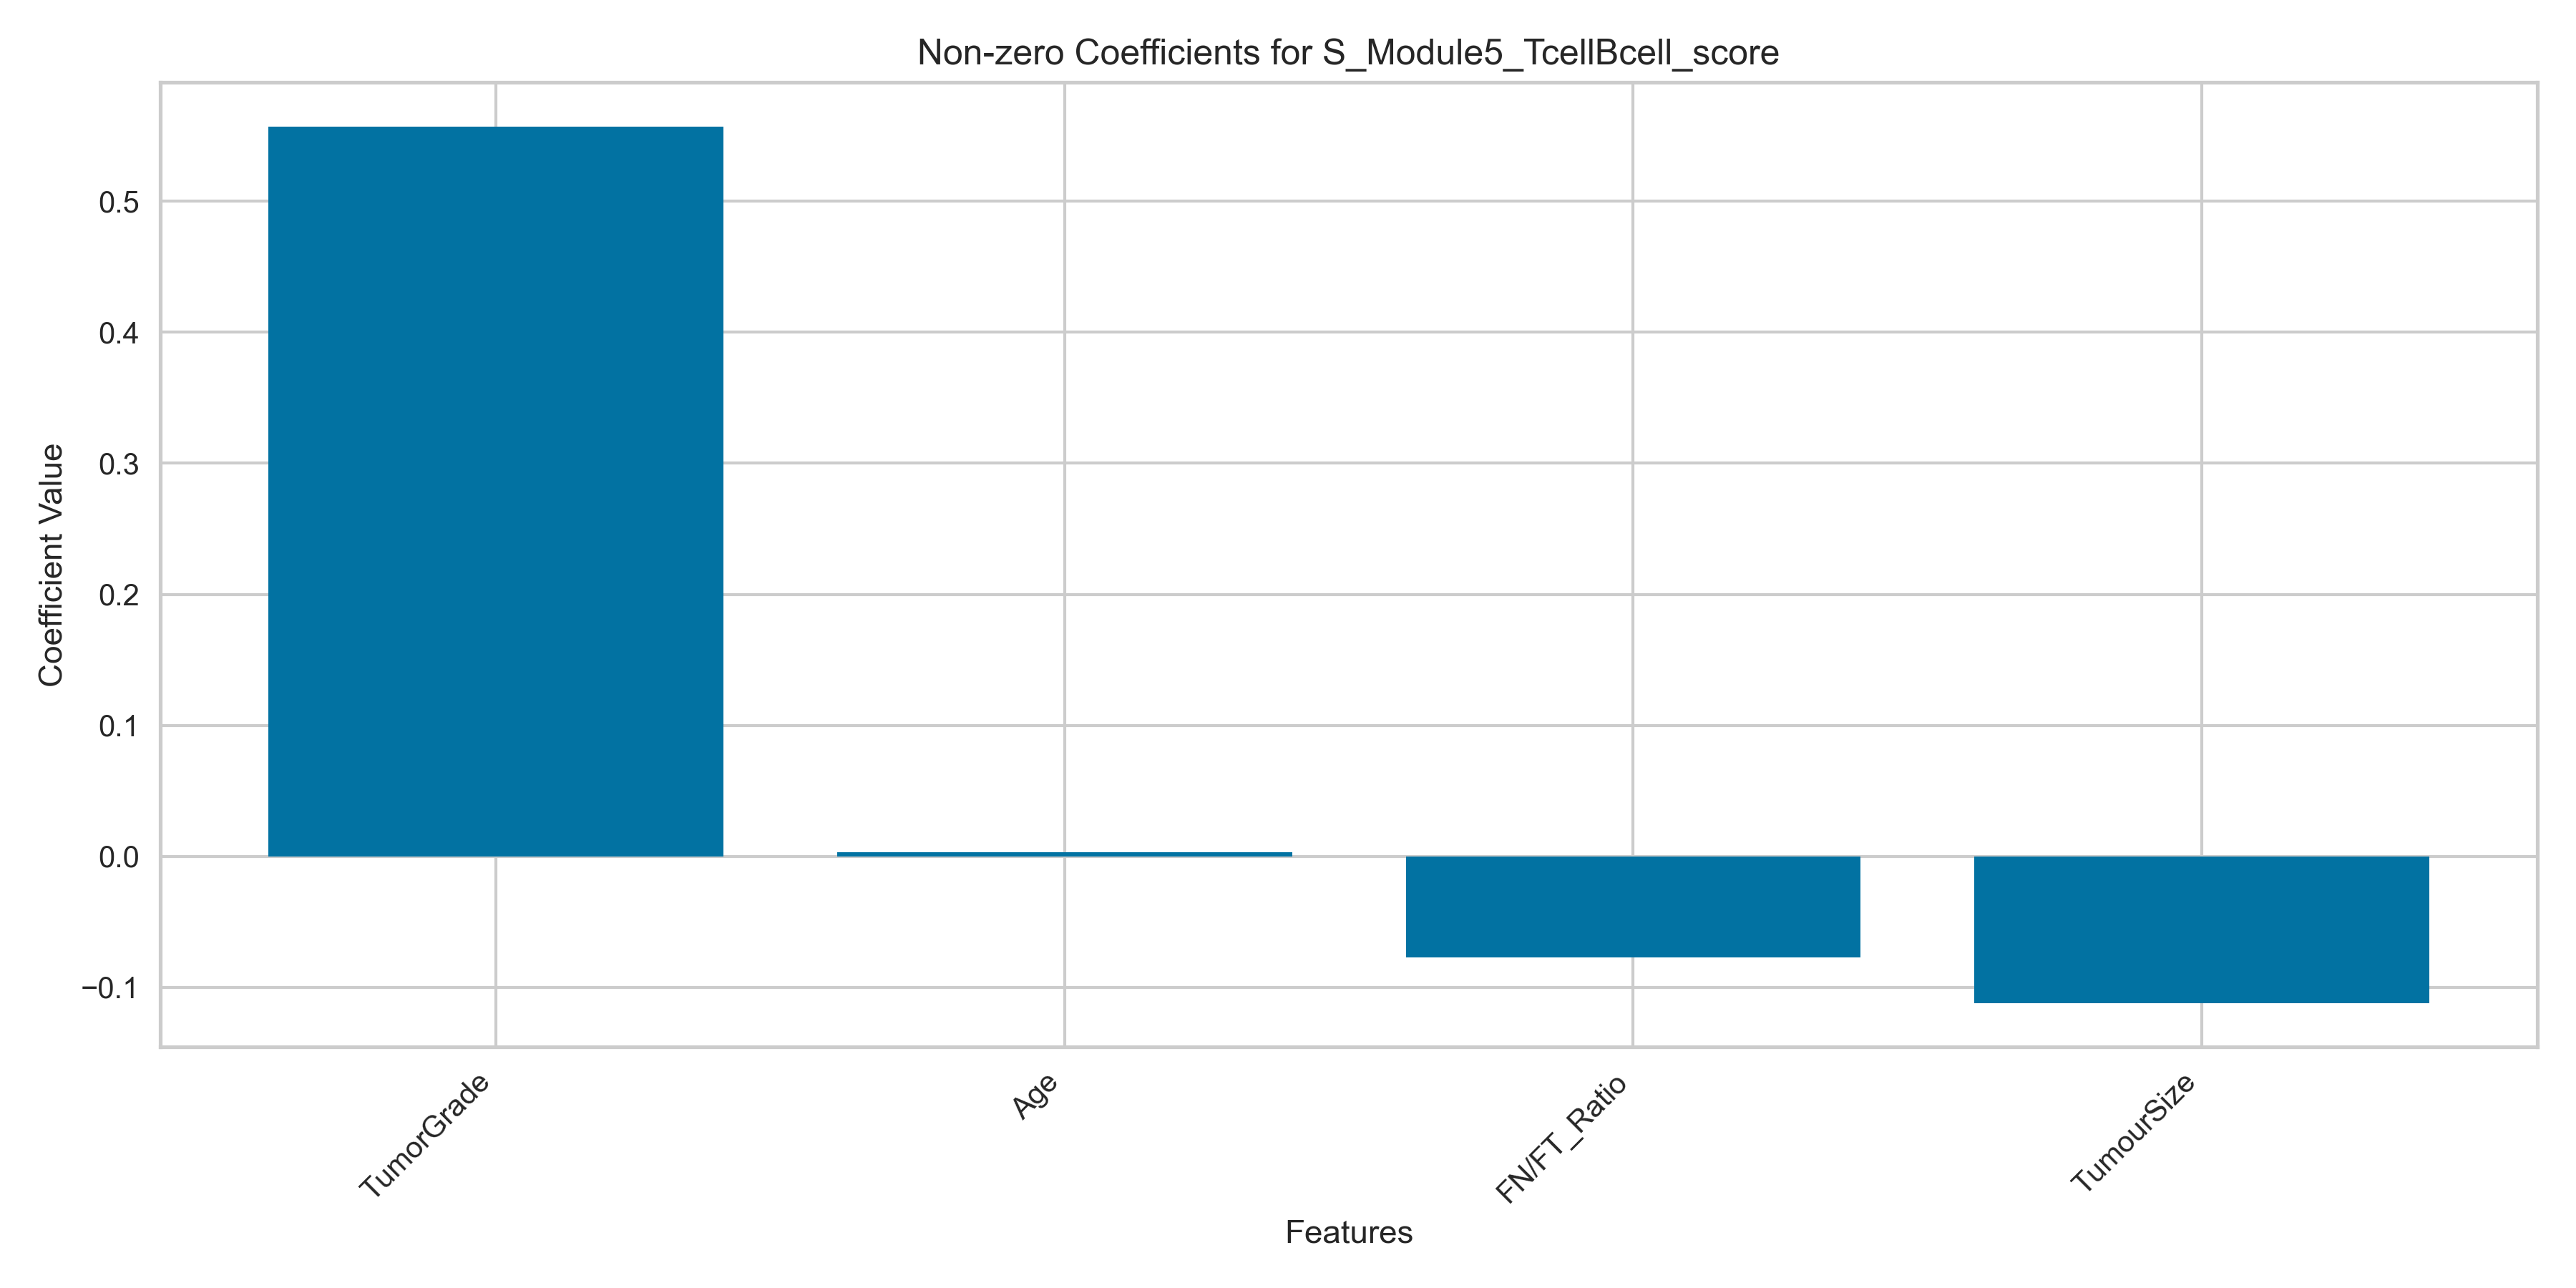 Non-zero Coefficients for S_Module5_TcellBcell_score
Coefficient Value
0.5
0.4
0.3
0.2
0.1
0.0
−0.1
TumorGrade
Age
FN/FT_Ratio
TumourSize
Features